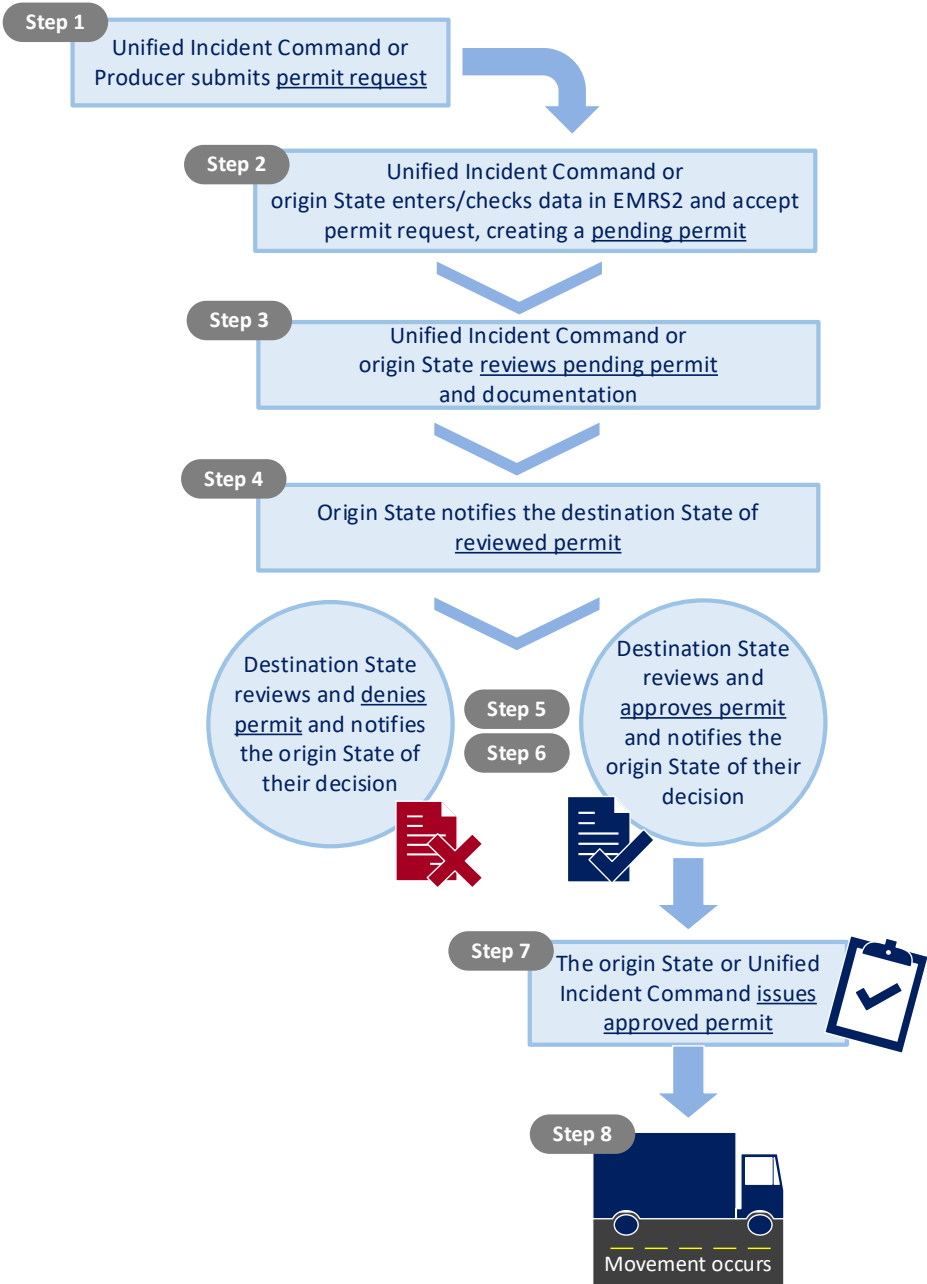 Step 1
Unified Incident Command or
Producer submits permit request
Step 2
Unified Incident Command or
origin State enters/checks data in EMRS2 and accept
permit request, creating a pending permit
Step 3
Unified Incident Command or
origin State reviews pending permit
and documentation
Step 4
Origin State notifies the destination State of
reviewed permit
Destination State
reviews and denies
permit and notifies
the origin State of
their decision
Step 5
Step 6
Destination State
reviews and
approves permit
and notifies the
origin State of their
decision
Step 7
The origin State or Unified
Incident Command issues
approved permit
Step 8
Movement occurs